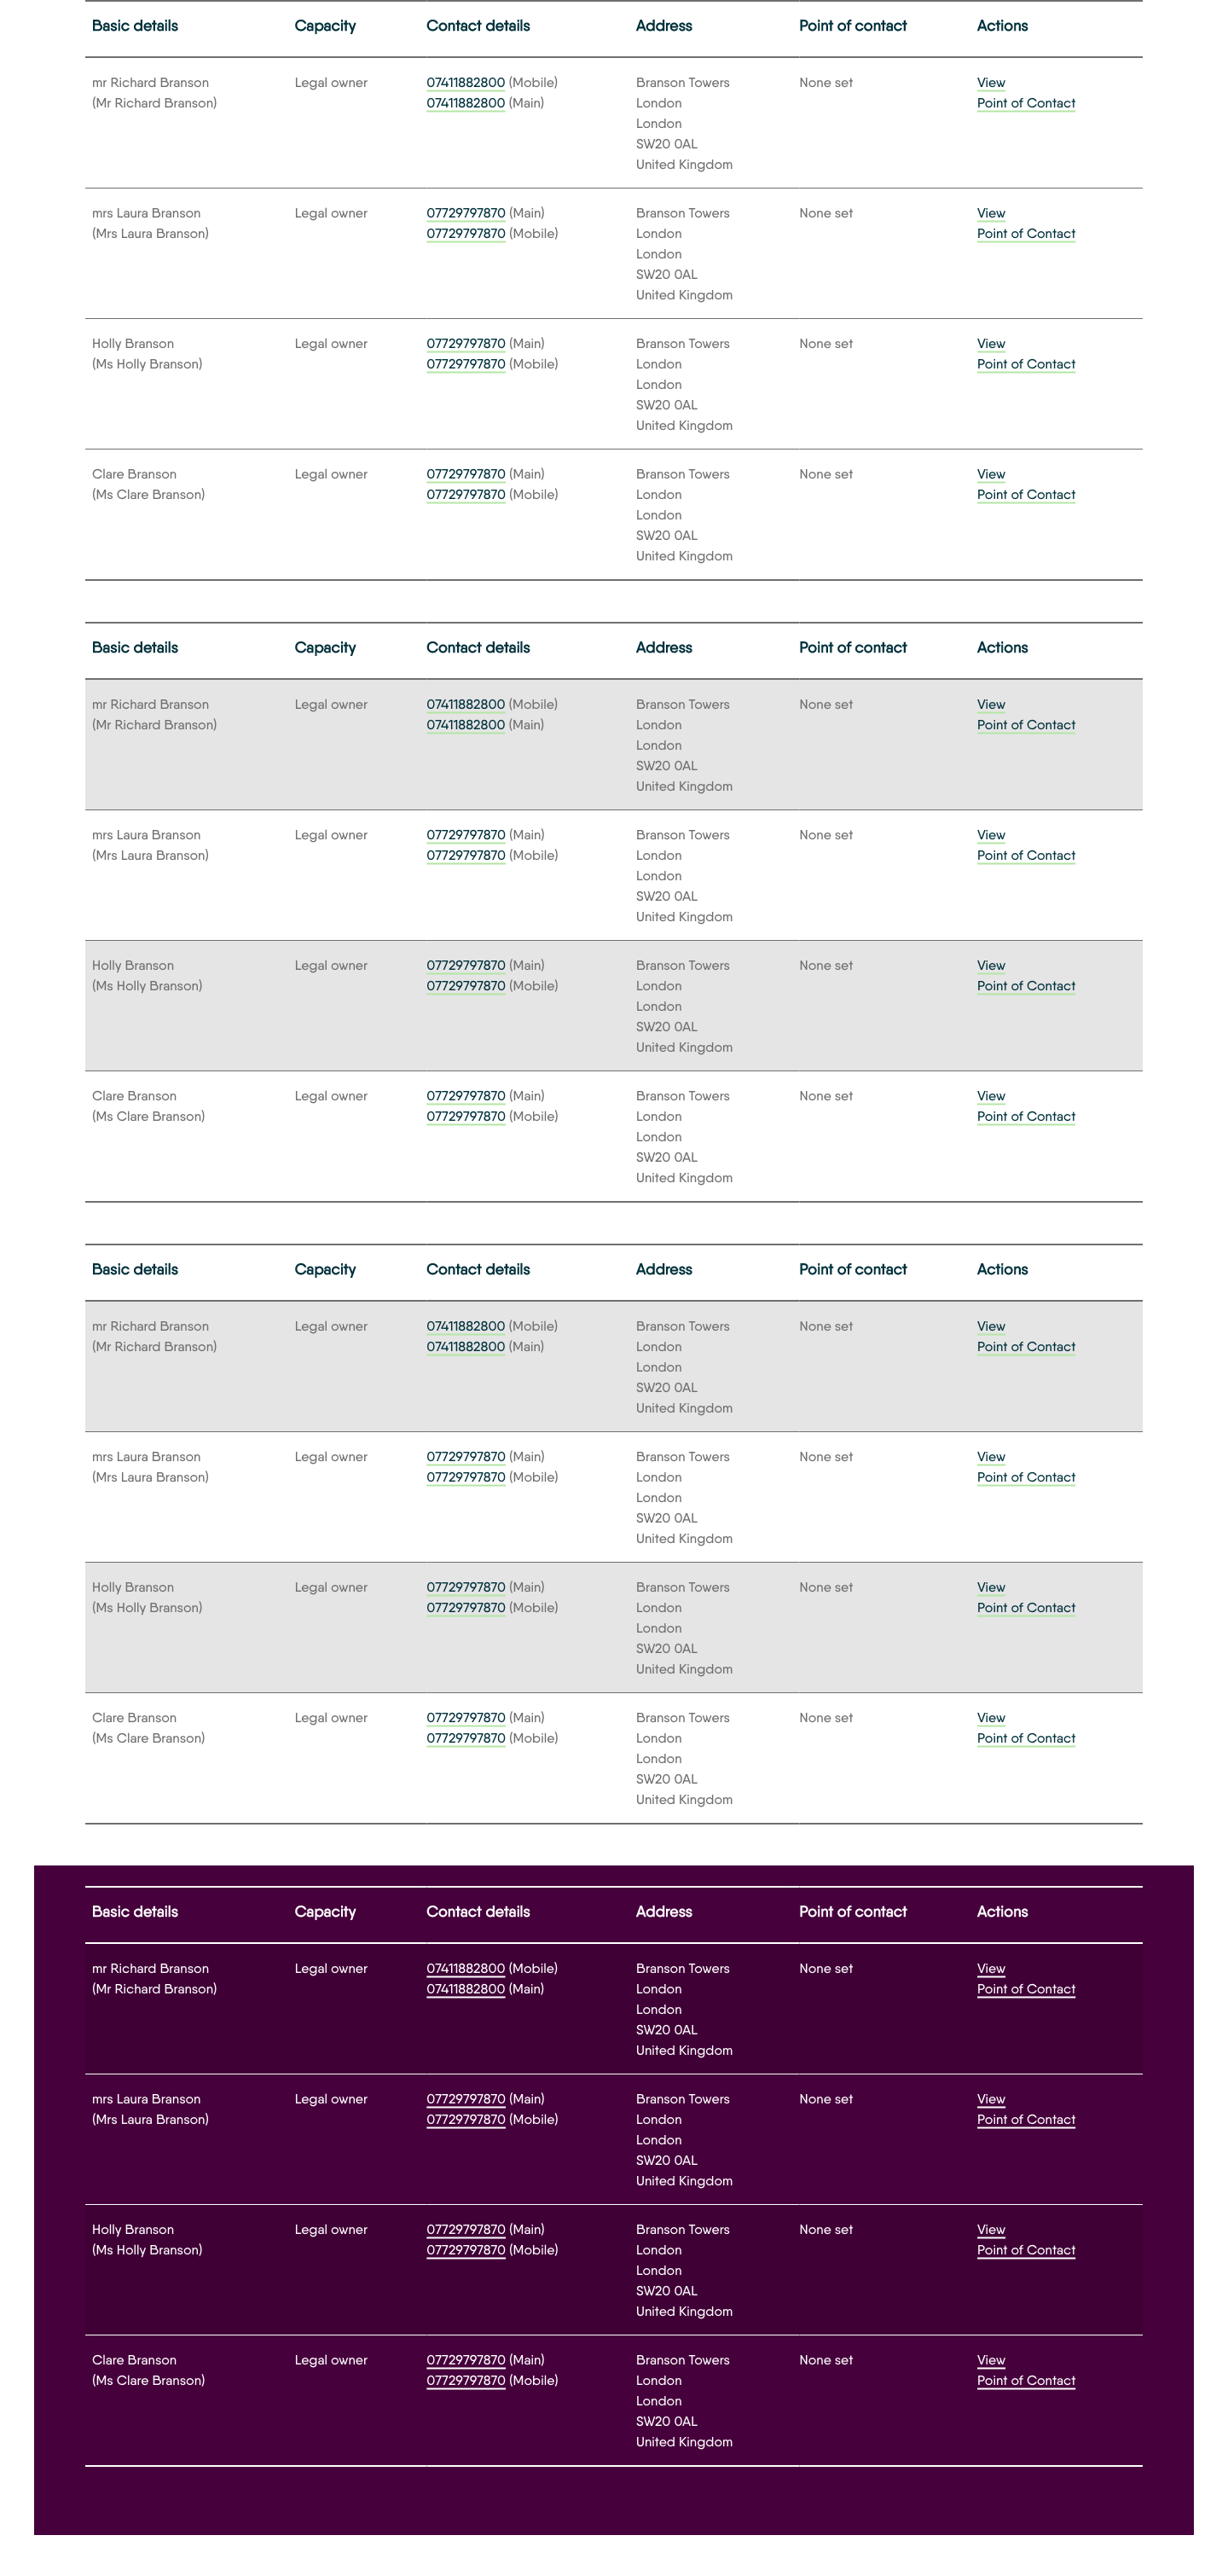 Basic details Capacity Contact details Address Point of contact Actions
mr Richard Branson Legal owner 07411882800 (Mobile) Branson Towers None set View
(Mr Richard Branson) 07411882800 (Main) London Point of Contact
London
SW20 0AL
United Kingdom
mrs Laura Branson Legal owner 07729797870 (Main) Branson Towers None set View
(Mrs Laura Branson) 07729797870 (Mobile) London Point of Contact
London
SW20 0AL
United Kingdom
Holly Branson Legal owner 07729797870 (Main) Branson Towers None set View
(Ms Holly Branson) 07729797870 (Mobile) London Point of Contact
London
SW20 0AL
United Kingdom
Clare Branson Legal owner 07729797870 (Main) Branson Towers None set View
(Ms Clare Branson) 07729797870 (Mobile) London Point of Contact
London
SW20 0AL
United Kingdom
Basic details Capacity Contact details Address Point of contact Actions
mr Richard Branson Legal owner 07411882800 (Mobile) Branson Towers None set View
(Mr Richard Branson) 07411882800 (Main) London Point of Contact
London
SW20 0AL
United Kingdom
mrs Laura Branson Legal owner 07729797870 (Main) Branson Towers None set View
(Mrs Laura Branson) 07729797870 (Mobile) London Point of Contact
London
SW20 0AL
United Kingdom
Holly Branson Legal owner 07729797870 (Main) Branson Towers None set View
(Ms Holly Branson) 07729797870 (Mobile) London Point of Contact
London
SW20 0AL
United Kingdom
Clare Branson Legal owner 07729797870 (Main) Branson Towers None set View
(Ms Clare Branson) 07729797870 (Mobile) London Point of Contact
London
SW20 0AL
United Kingdom
Basic details Capacity Contact details Address Point of contact Actions
mr Richard Branson Legal owner 07411882800 (Mobile) Branson Towers None set View
(Mr Richard Branson) 07411882800 (Main) London Point of Contact
London
SW20 0AL
United Kingdom
mrs Laura Branson Legal owner 07729797870 (Main) Branson Towers None set View
(Mrs Laura Branson) 07729797870 (Mobile) London Point of Contact
London
SW20 0AL
United Kingdom
Holly Branson Legal owner 07729797870 (Main) Branson Towers None set View
(Ms Holly Branson) 07729797870 (Mobile) London Point of Contact
London
SW20 0AL
United Kingdom
Clare Branson Legal owner 07729797870 (Main) Branson Towers None set View
(Ms Clare Branson) 07729797870 (Mobile) London Point of Contact
London
SW20 0AL
United Kingdom
Basic details Capacity Contact details Address Point of contact Actions
mr Richard Branson Legal owner 07411882800 (Mobile) Branson Towers None set View
(Mr Richard Branson) 07411882800 (Main) London Point of Contact
London
SW20 0AL
United Kingdom
mrs Laura Branson Legal owner 07729797870 (Main) Branson Towers None set View
(Mrs Laura Branson) 07729797870 (Mobile) London Point of Contact
London
SW20 0AL
United Kingdom
Holly Branson Legal owner 07729797870 (Main) Branson Towers None set View
(Ms Holly Branson) 07729797870 (Mobile) London Point of Contact
London
SW20 0AL
United Kingdom
Clare Branson Legal owner 07729797870 (Main) Branson Towers None set View
(Ms Clare Branson) 07729797870 (Mobile) London Point of Contact
London
SW20 0AL
United Kingdom